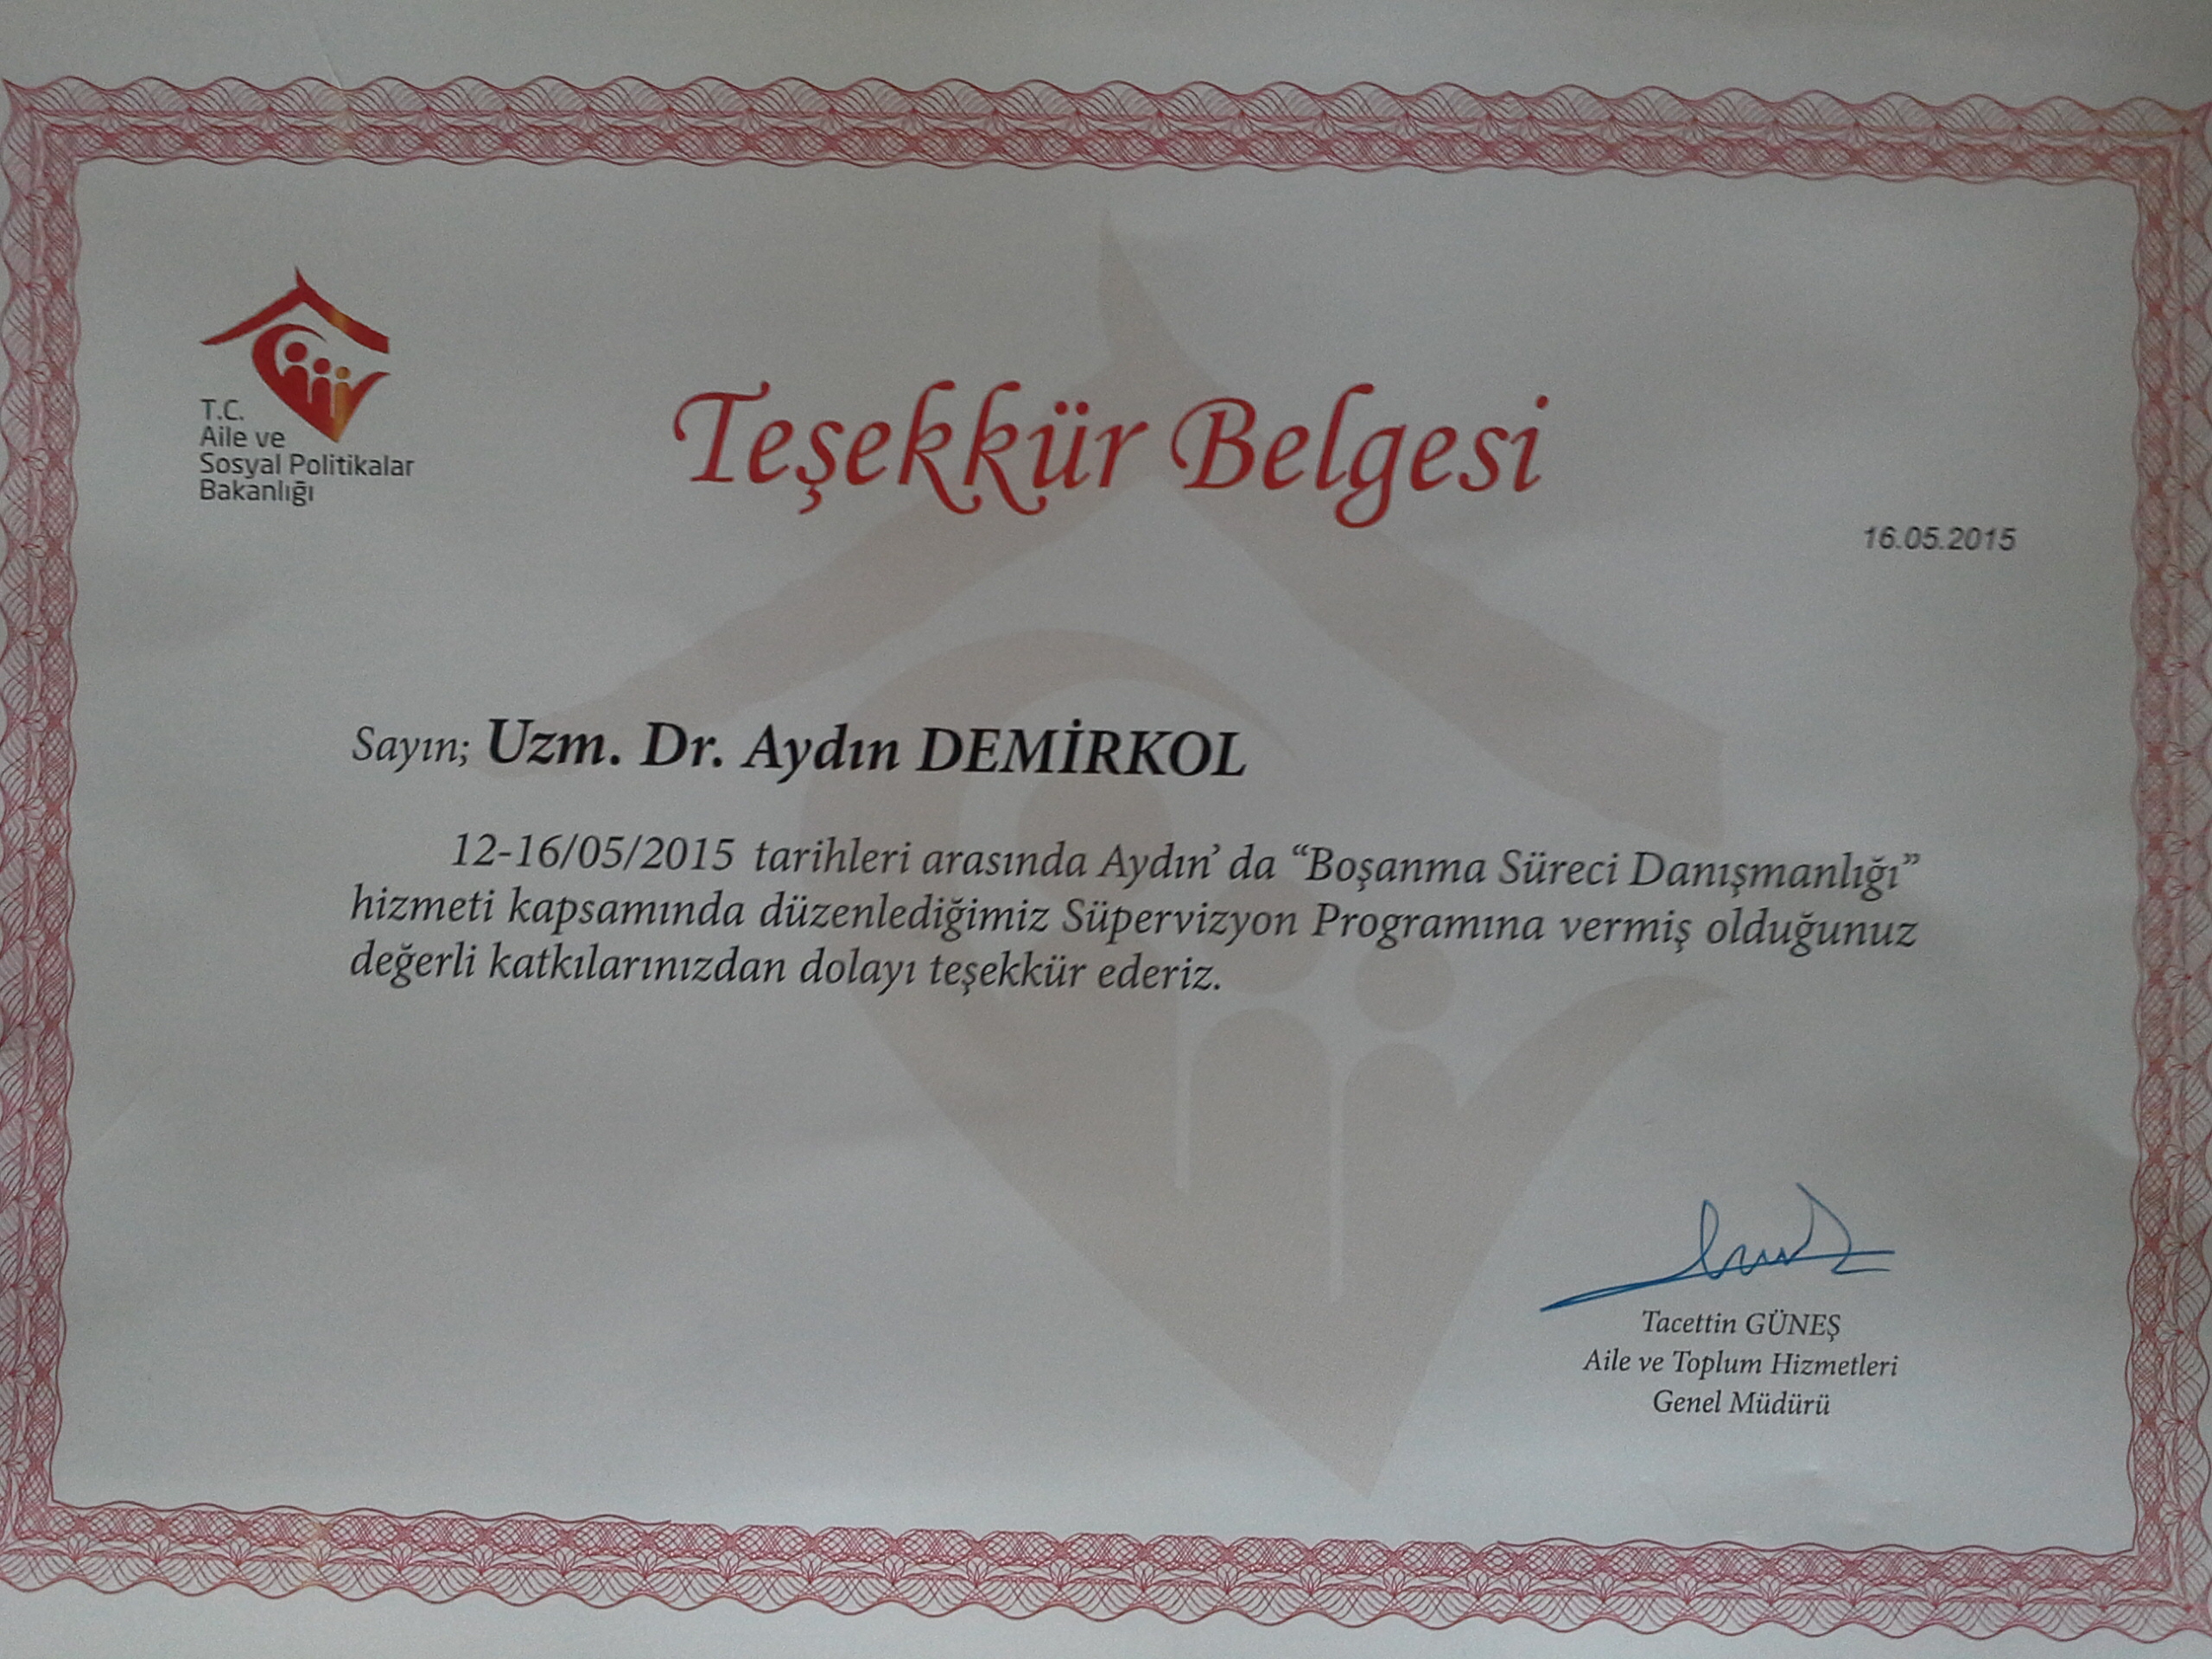 T.C.
Aile ve
Sosyal Politikalar
Bakanlığı
Teşekkür Belgesi
16.05.2015
Sayın; Uzm. Dr. Aydın DEMİRKOL
12-16/05/2015 tarihleri arasında Aydın' da “Boşanma Süreci Danışmanlığı”
hizmeti kapsamında düzenlediğimiz Süpervizyon Programına vermiş olduğunuz
değerli katkılarınızdan dolayı teşekkür ederiz.
Tacettin GÜNEŞ
Aile ve Toplum Hizmetleri
Genel Müdürü